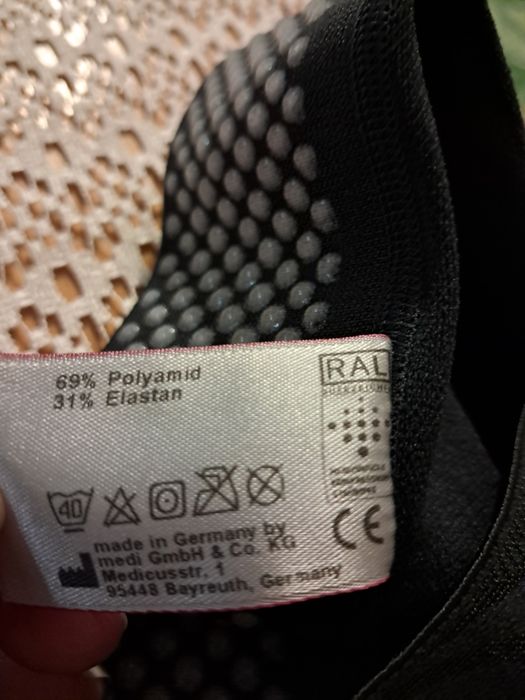 69% Polyamid
31% Elastan
RAL
40
made in Germany by
medi GmbH & Co. KG
Medicusstr. 1
95448 Bayreuth, Germany
CE